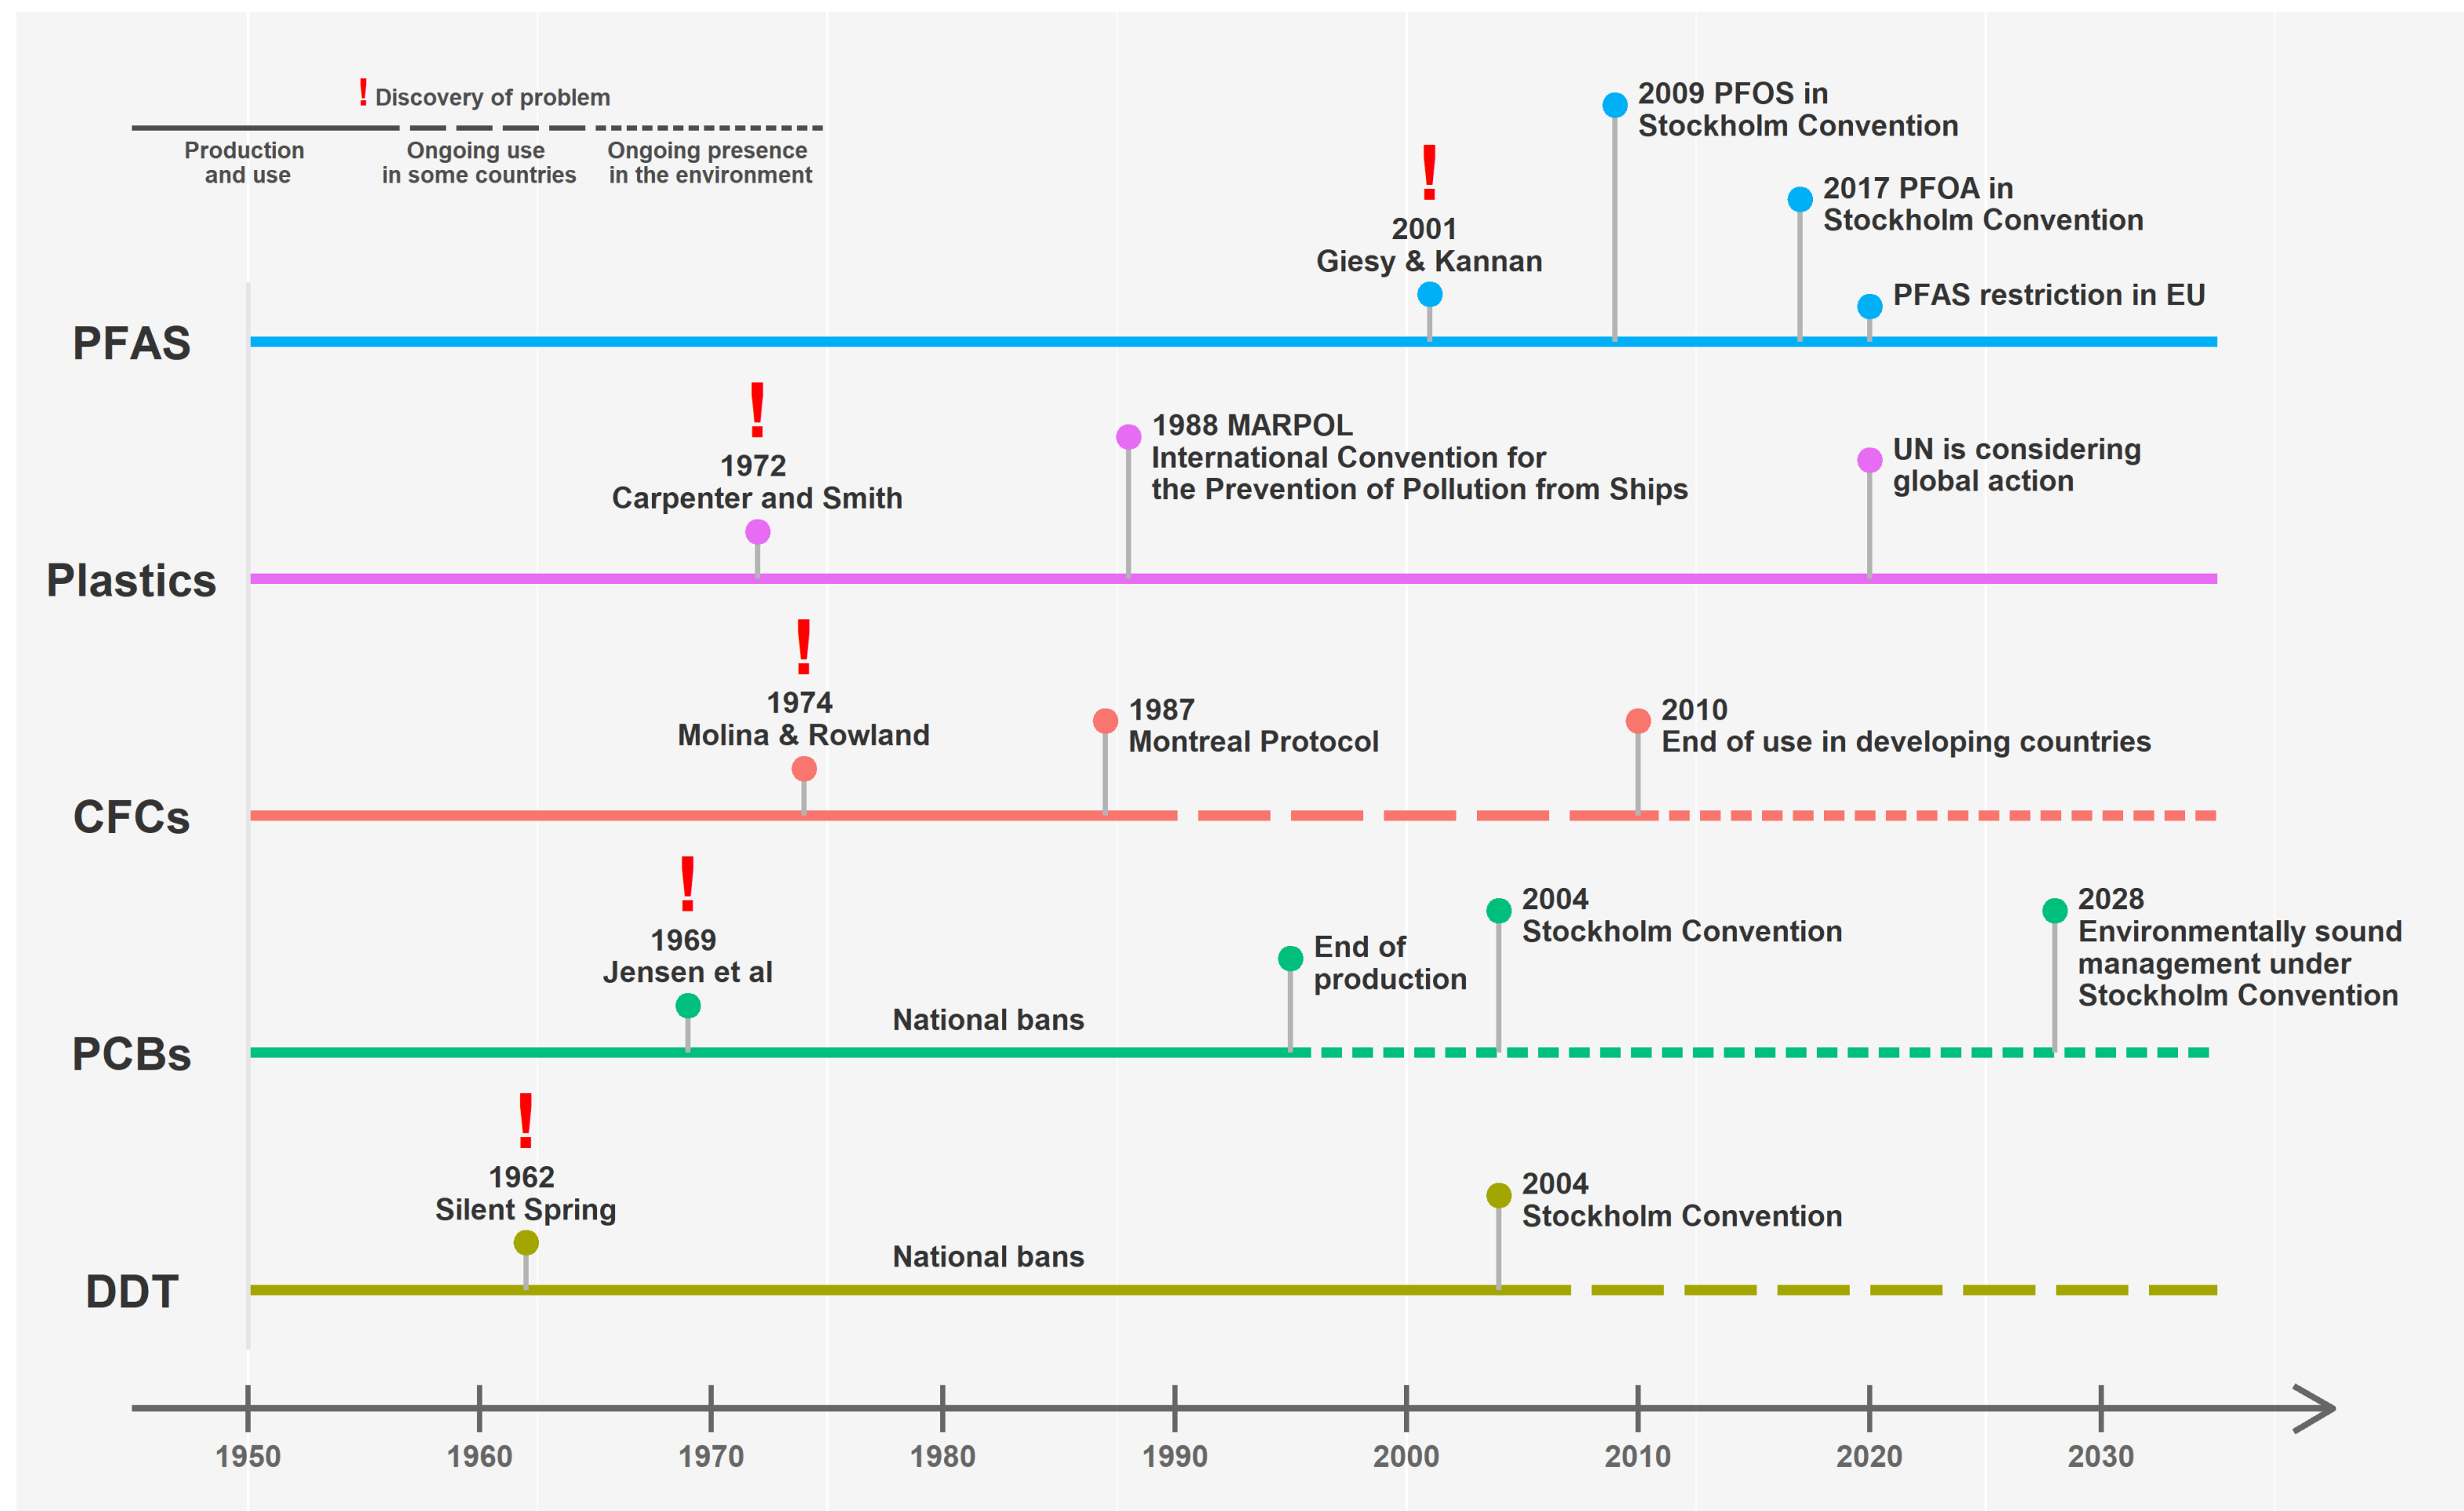 ! Discovery of problem
Production
and use
Ongoing use
in some countries
Ongoing presence
in the environment
PFAS
!
2001
Giesy & Kannan
2009 PFOS in
Stockholm Convention
2017 PFOA in
Stockholm Convention
PFAS restriction in EU
Plastics
!
1972
Carpenter and Smith
1988 MARPOL
International Convention for
the Prevention of Pollution from Ships
UN is considering
global action
CFCs
!
1974
Molina & Rowland
1987
Montreal Protocol
2010
End of use in developing countries
PCBs
!
1969
Jensen et al
National bans
End of
production
2004
Stockholm Convention
2028
Environmentally sound
management under
Stockholm Convention
DDT
!
1962
Silent Spring
National bans
2004
Stockholm Convention
1950 1960 1970 1980 1990 2000 2010 2020 2030